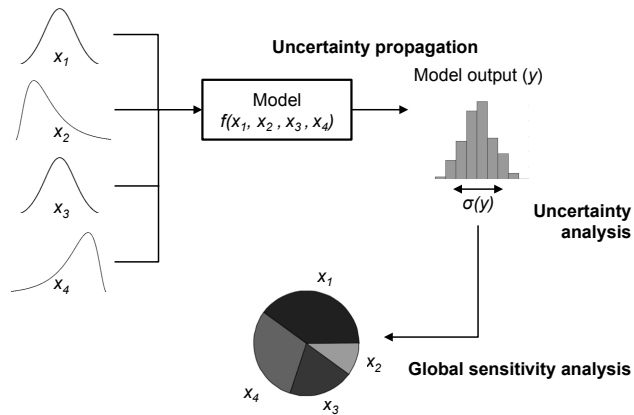 x1
x2
x3
x4
Uncertainty propagation
Model
f(x1, x2 , x3 , x4)
Model output (y)
σ(y)
Uncertainty
analysis
x1
x2
x3
x4
Global sensitivity analysis